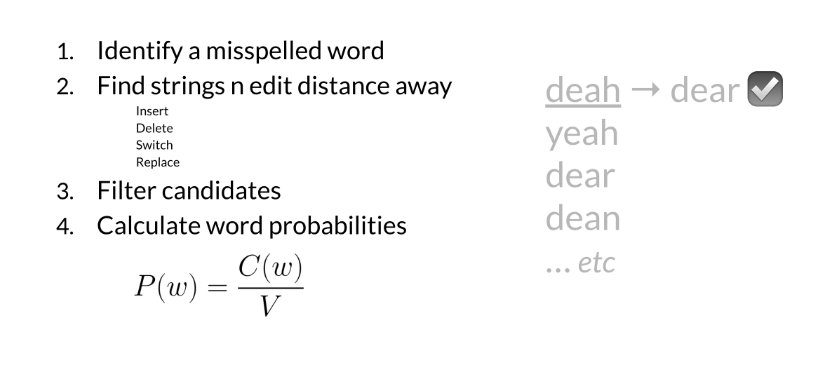 1. Identify a misspelled word
2. Find strings n edit distance away
Insert
Delete
Switch
Replace
3. Filter candidates
4. Calculate word probabilities
P(w) = C(w) / V
deah → dear ✔
yeah
dear
dean
... etc